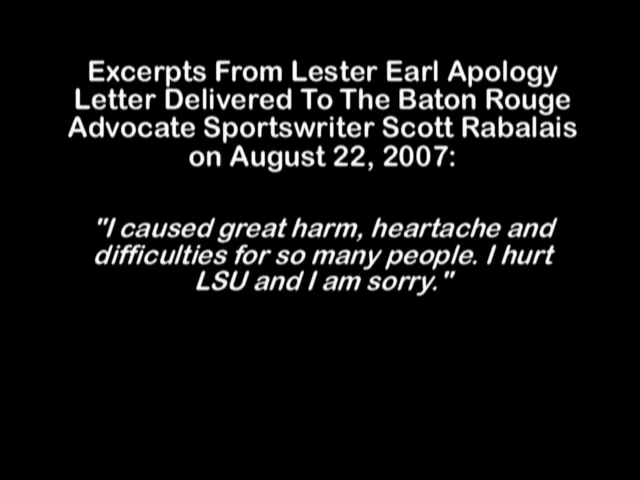 Excerpts From Lester Earl Apology
Letter Delivered To The Baton Rouge
Advocate Sportswriter Scott Rabalais
on August 22, 2007:
"I caused great harm, heartache and
difficulties for so many people. I hurt
LSU and I am sorry."